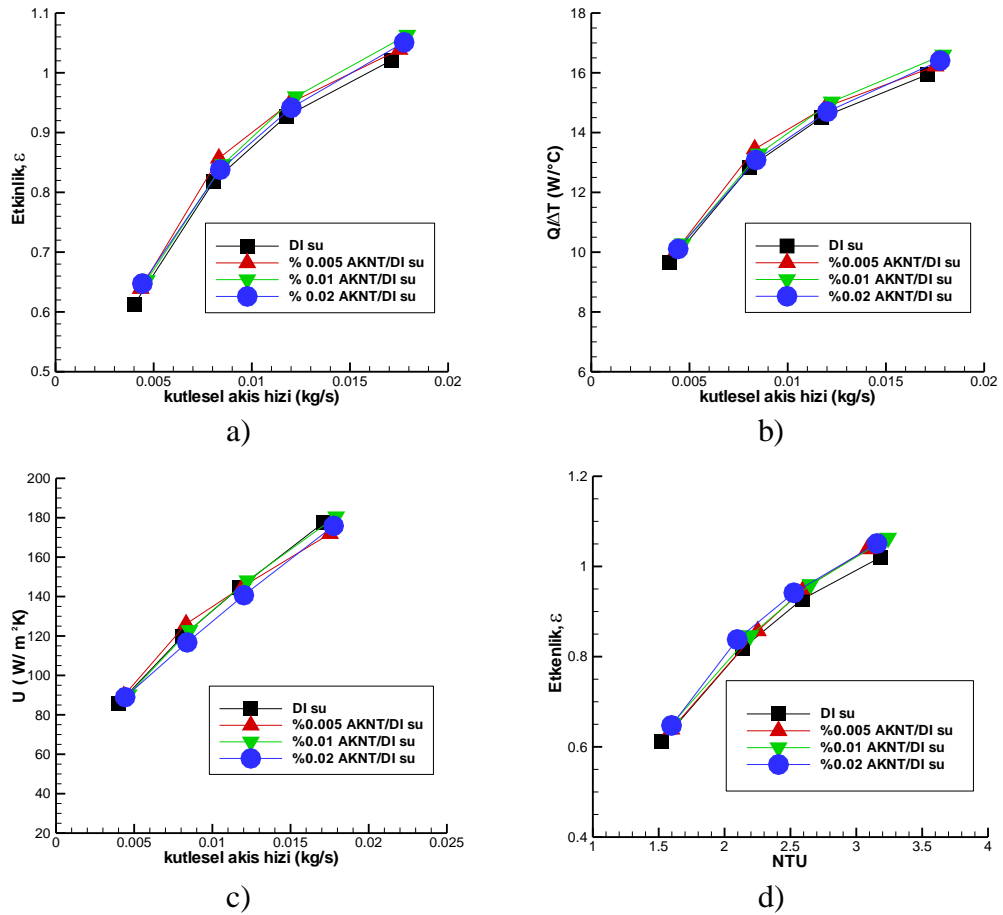 1.1
1
0.9
0.8
0.7
0.6
0.5
Etkinlik, ε
DI su
% 0.005 AKNT/DI su
% 0.01 AKNT/DI su
% 0.02 AKNT/DI su
0 0.005 0.01 0.015 0.02
kutlesel akis hizi (kg/s)
a)
18
16
14
12
10
8
6
Q/ΔT (W/°C)
DI su
%0.005 AKNT/DI su
%0.01 AKNT/DI su
%0.02 AKNT/DI su
0 0.005 0.01 0.015 0.02
kutlesel akis hizi (kg/s)
b)
200
180
160
140
120
100
80
60
40
20
U ( W/ m²K)
DI su
%0.005 AKNT/DI su
%0.01 AKNT/DI su
%0.02 AKNT/DI su
0 0.005 0.01 0.015 0.02 0.025
kutlesel akis hizi (kg/s)
c)
1.2
1
0.8
0.6
0.4
Etkenlik, ε
DI su
%0.005 AKNT/DI su
%0.01 AKNT/DI su
%0.02 AKNT/DI su
1 1.5 2 2.5 3 3.5 4
NTU
d)